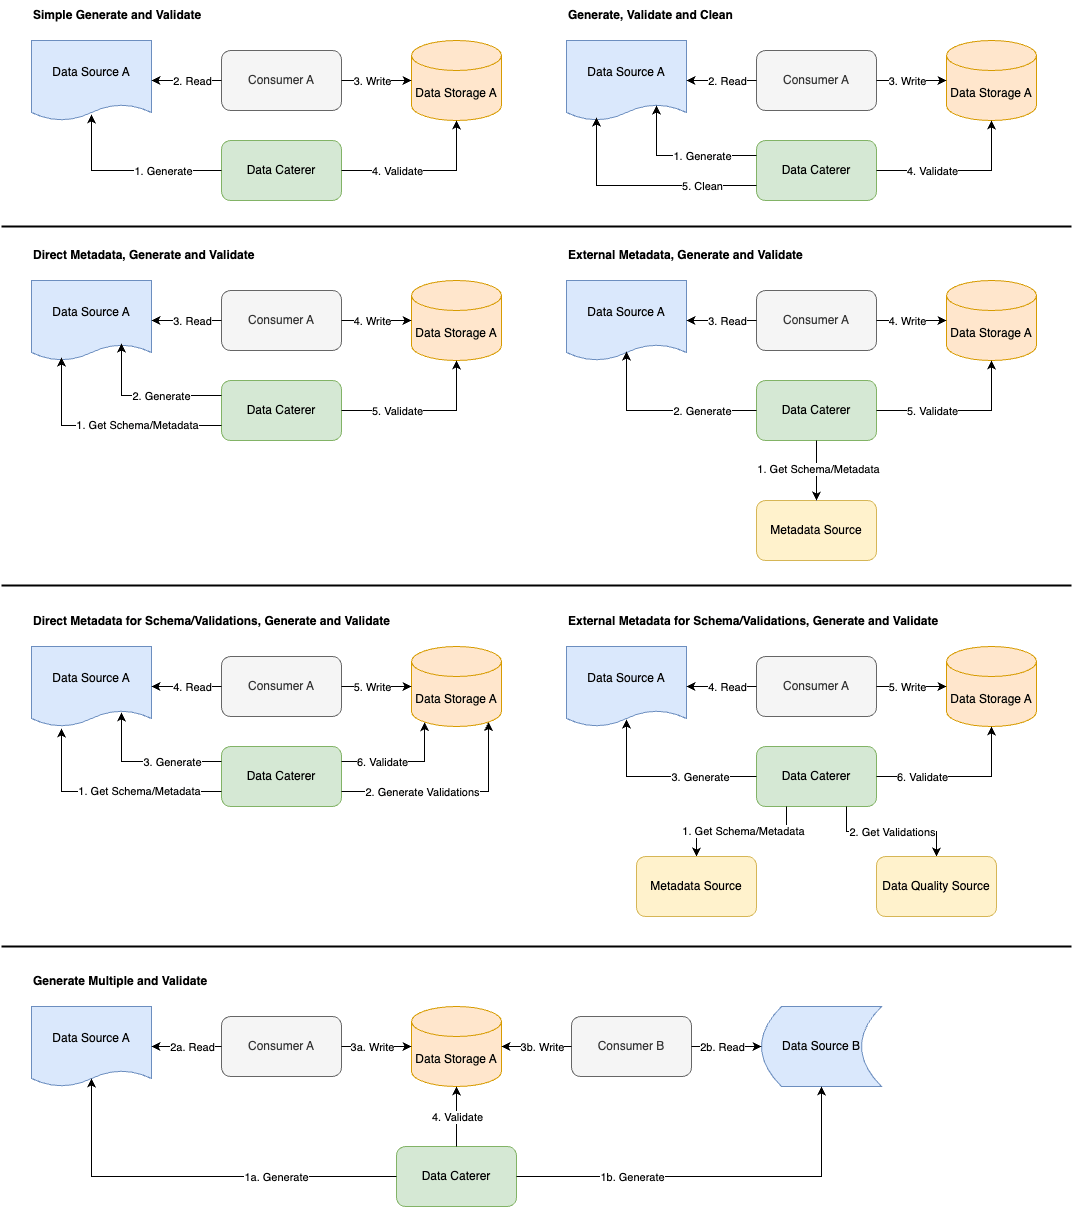 Simple Generate and Validate
Data Source A
2. Read
Consumer A
3. Write
Data Storage A
1. Generate
Data Caterer
4. Validate
Generate, Validate and Clean
Data Source A
2. Read
Consumer A
3. Write
Data Storage A
1. Generate
5. Clean
Data Caterer
4. Validate
Direct Metadata, Generate and Validate
Data Source A
3. Read
Consumer A
4. Write
Data Storage A
2. Generate
1. Get Schema/Metadata
Data Caterer
5. Validate
External Metadata, Generate and Validate
Data Source A
3. Read
Consumer A
4. Write
Data Storage A
2. Generate
Data Caterer
5. Validate
1. Get Schema/Metadata
Metadata Source
Direct Metadata for Schema/Validations, Generate and Validate
Data Source A
4. Read
Consumer A
5. Write
Data Storage A
3. Generate
1. Get Schema/Metadata
Data Caterer
6. Validate
2. Generate Validations
External Metadata for Schema/Validations, Generate and Validate
Data Source A
4. Read
Consumer A
5. Write
Data Storage A
3. Generate
Data Caterer
6. Validate
1. Get Schema/Metadata
2. Get Validations
Metadata Source
Data Quality Source
Generate Multiple and Validate
Data Source A
2a. Read
Consumer A
3a. Write
Data Storage A
3b. Write
Consumer B
2b. Read
Data Source B
4. Validate
1a. Generate
Data Caterer
1b. Generate